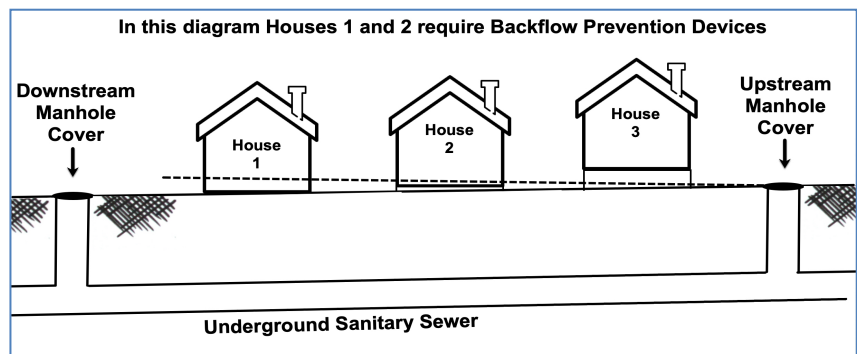 In this diagram Houses 1 and 2 require Backflow Prevention Devices
Downstream
Manhole
Cover
House
1
House
2
House
3
Upstream
Manhole
Cover
Underground Sanitary Sewer